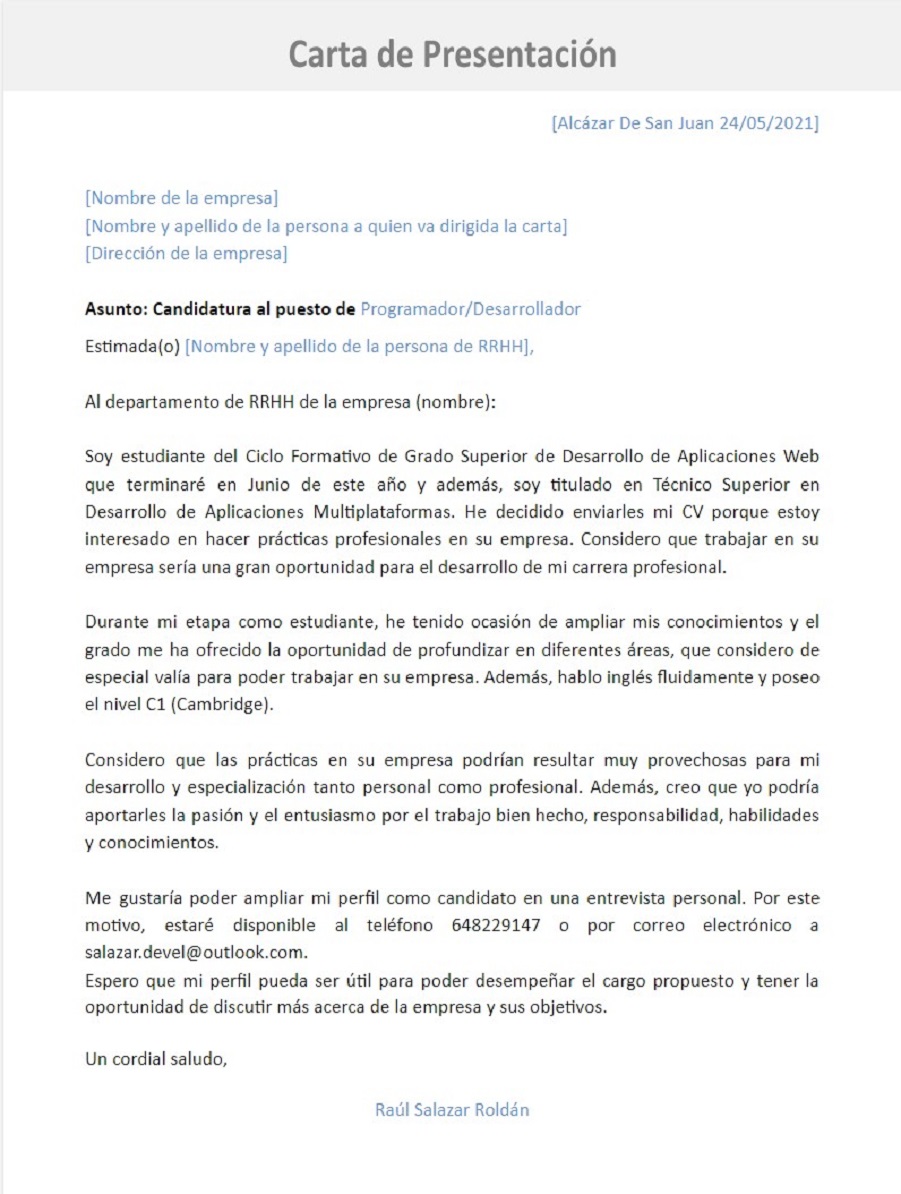 Carta de Presentación
[Alcázar De San Juan 24/05/2021]
[Nombre de la empresa]
[Nombre y apellido de la persona a quien va dirigida la carta]
[Dirección de la empresa]
Asunto: Candidatura al puesto de Programador/Desarrollador
Estimada(o) [Nombre y apellido de la persona de RRHH],
Al departamento de RRHH de la empresa (nombre):
Soy estudiante del Ciclo Formativo de Grado Superior de Desarrollo de Aplicaciones Web
que terminaré en Junio de este año y además, soy titulado en Técnico Superior en
Desarrollo de Aplicaciones Multiplataformas. He decidido enviarles mi CV porque estoy
interesado en hacer prácticas profesionales en su empresa. Considero que trabajar en su
empresa sería una gran oportunidad para el desarrollo de mi carrera profesional.
Durante mi etapa como estudiante, he tenido ocasión de ampliar mis conocimientos y el
grado me ha ofrecido la oportunidad de profundizar en diferentes áreas, que considero de
especial valía para poder trabajar en su empresa. Además, hablo inglés fluidamente y poseo
el nivel C1 (Cambridge).
Considero que las prácticas en su empresa podrían resultar muy provechosas para mi
desarrollo y especialización tanto personal como profesional. Además, creo que yo podría
aportarles la pasión y el entusiasmo por el trabajo bien hecho, responsabilidad, habilidades
y conocimientos.
Me gustaría poder ampliar mi perfil como candidato en una entrevista personal. Por este
motivo, estaré disponible al teléfono 648229147 o por correo electrónico a
salazar.devel@outlook.com.
Espero que mi perfil pueda ser útil para poder desempeñar el cargo propuesto y tener la
oportunidad de discutir más acerca de la empresa y sus objetivos.
Un cordial saludo,
Raúl Salazar Roldán